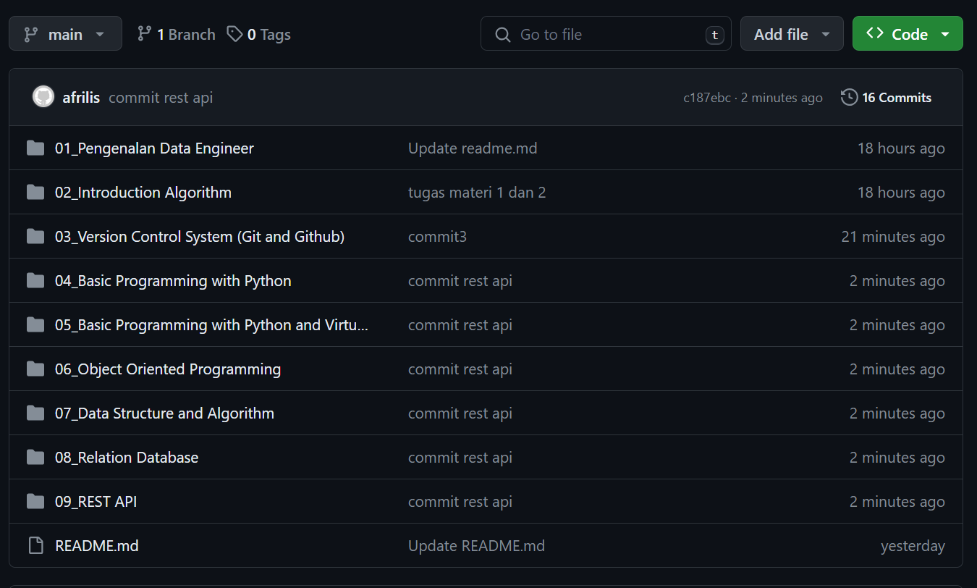 main 1 Branch 0 Tags Go to file t Add file Code
afrilis commit rest api c187ebc · 2 minutes ago 16 Commits
01_Pengenalan Data Engineer Update readme.md 18 hours ago
02_Introduction Algorithm tugas materi 1 dan 2 18 hours ago
03_Version Control System (Git and Github) commit3 21 minutes ago
04_Basic Programming with Python commit rest api 2 minutes ago
05_Basic Programming with Python and Virtu... commit rest api 2 minutes ago
06_Object Oriented Programming commit rest api 2 minutes ago
07_Data Structure and Algorithm commit rest api 2 minutes ago
08_Relation Database commit rest api 2 minutes ago
09_REST API commit rest api 2 minutes ago
README.md Update README.md yesterday